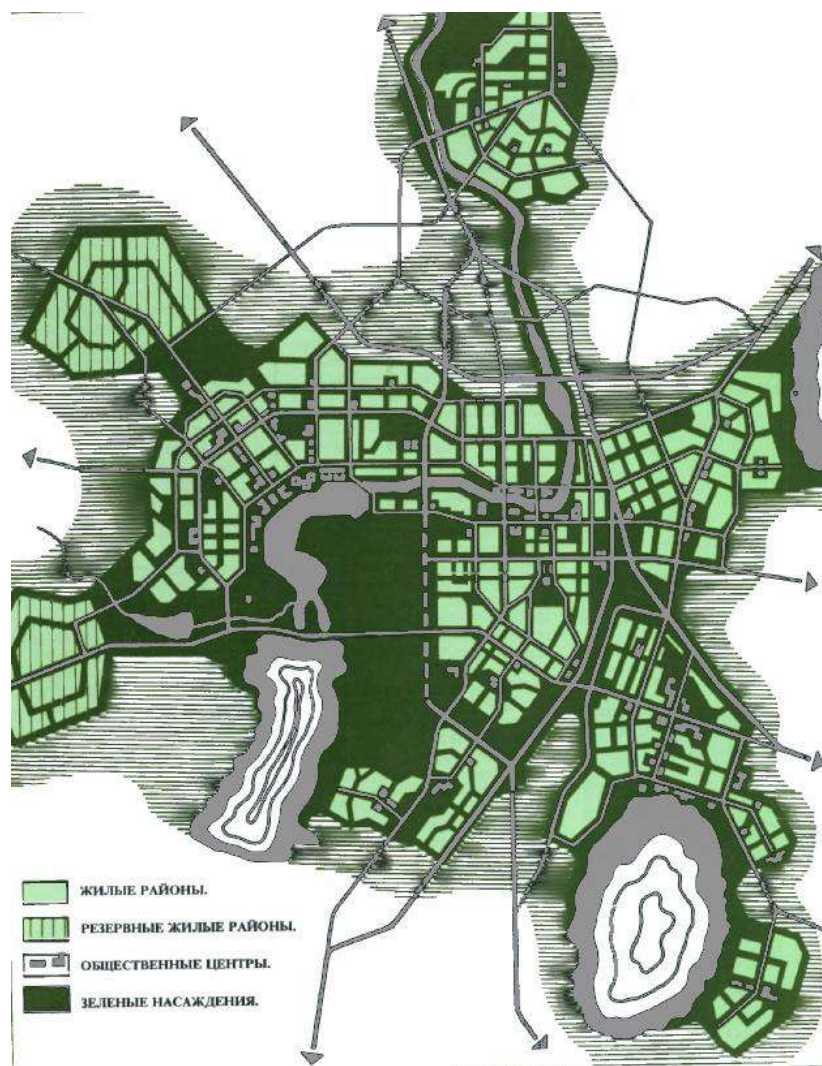 ЖИЛЫЕ РАЙОНЫ.
РЕЗЕРВНЫЕ ЖИЛЫЕ РАЙОНЫ.
ОБЩЕСТВЕННЫЕ ЦЕНТРЫ.
ЗЕЛЕНЫЕ НАСАЖДЕНИЯ.